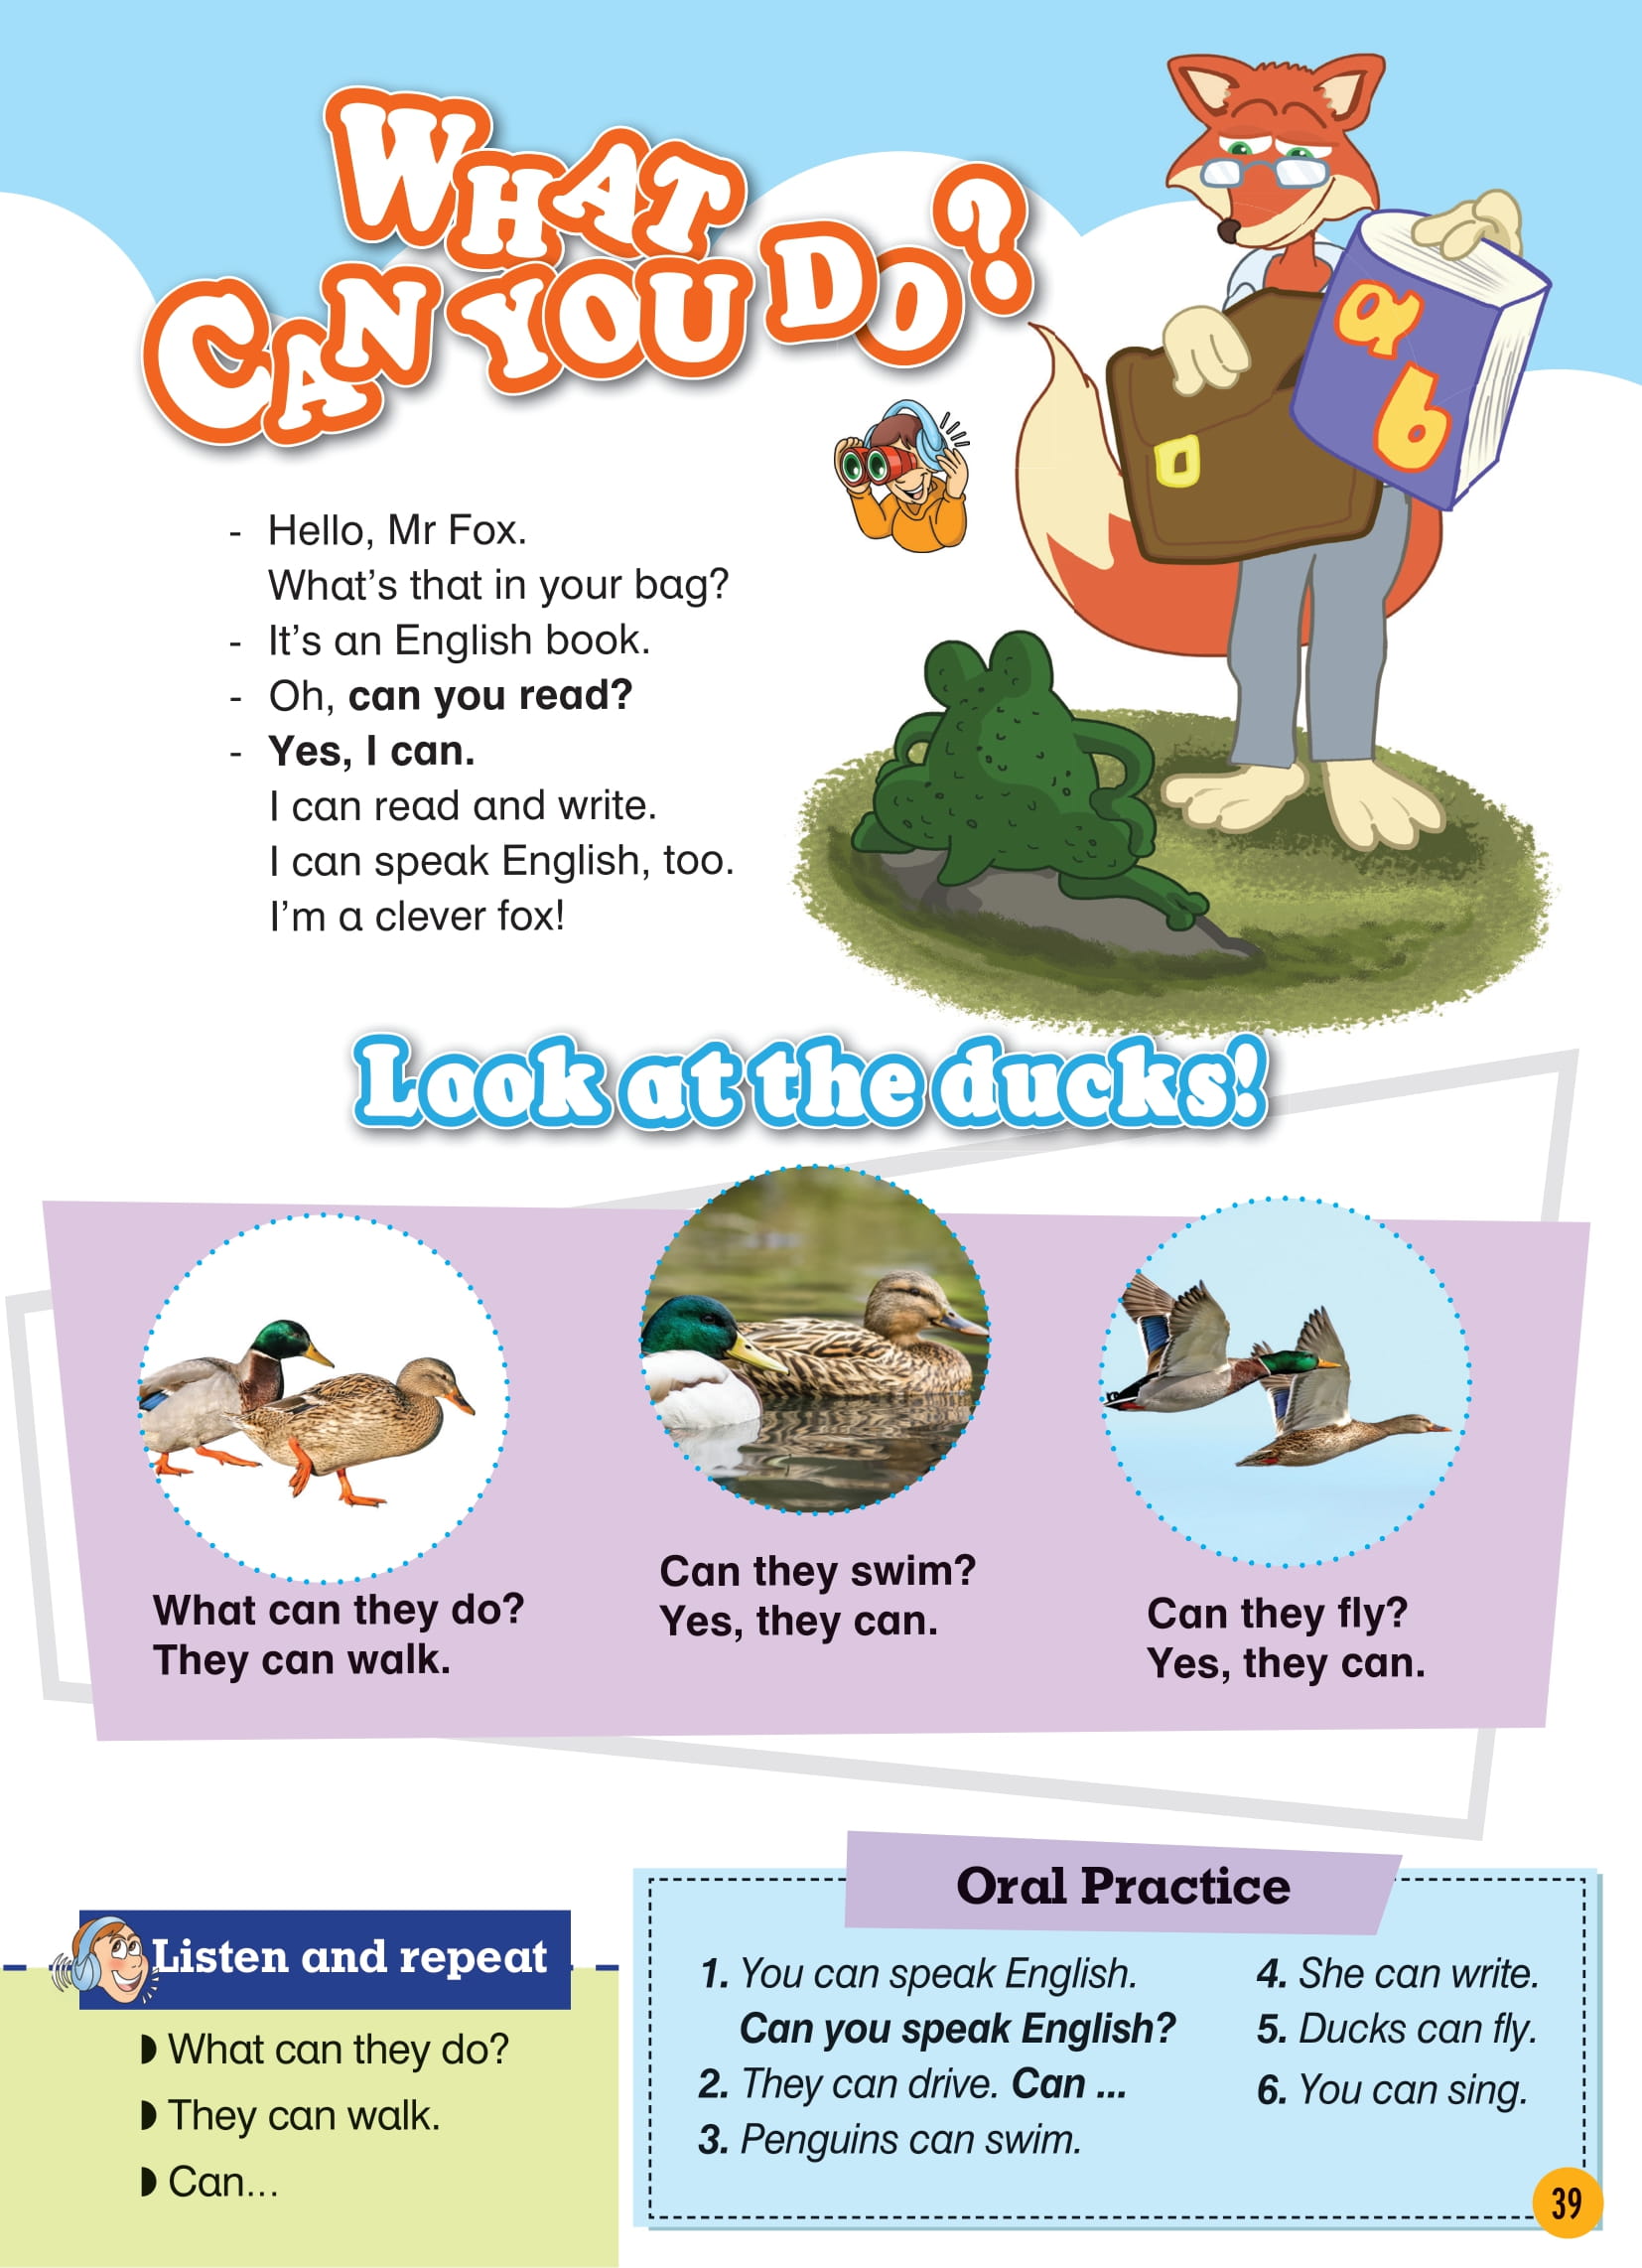 WHAT
CAN YOU DO?
- Hello, Mr Fox.
What's that in your bag?
- It's an English book.
- Oh, can you read?
- Yes, I can.
I can read and write.
I can speak English, too.
I'm a clever fox!
a
b
Look at the ducks!
What can they do?
They can walk.
Can they swim?
Yes, they can.
Can they fly?
Yes, they can.
Listen and repeat
◗ What can they do?
◗ They can walk.
◗ Can...
Oral Practice
1. You can speak English.
Can you speak English?
2. They can drive. Can ...
3. Penguins can swim.
4. She can write.
5. Ducks can fly.
6. You can sing.
39